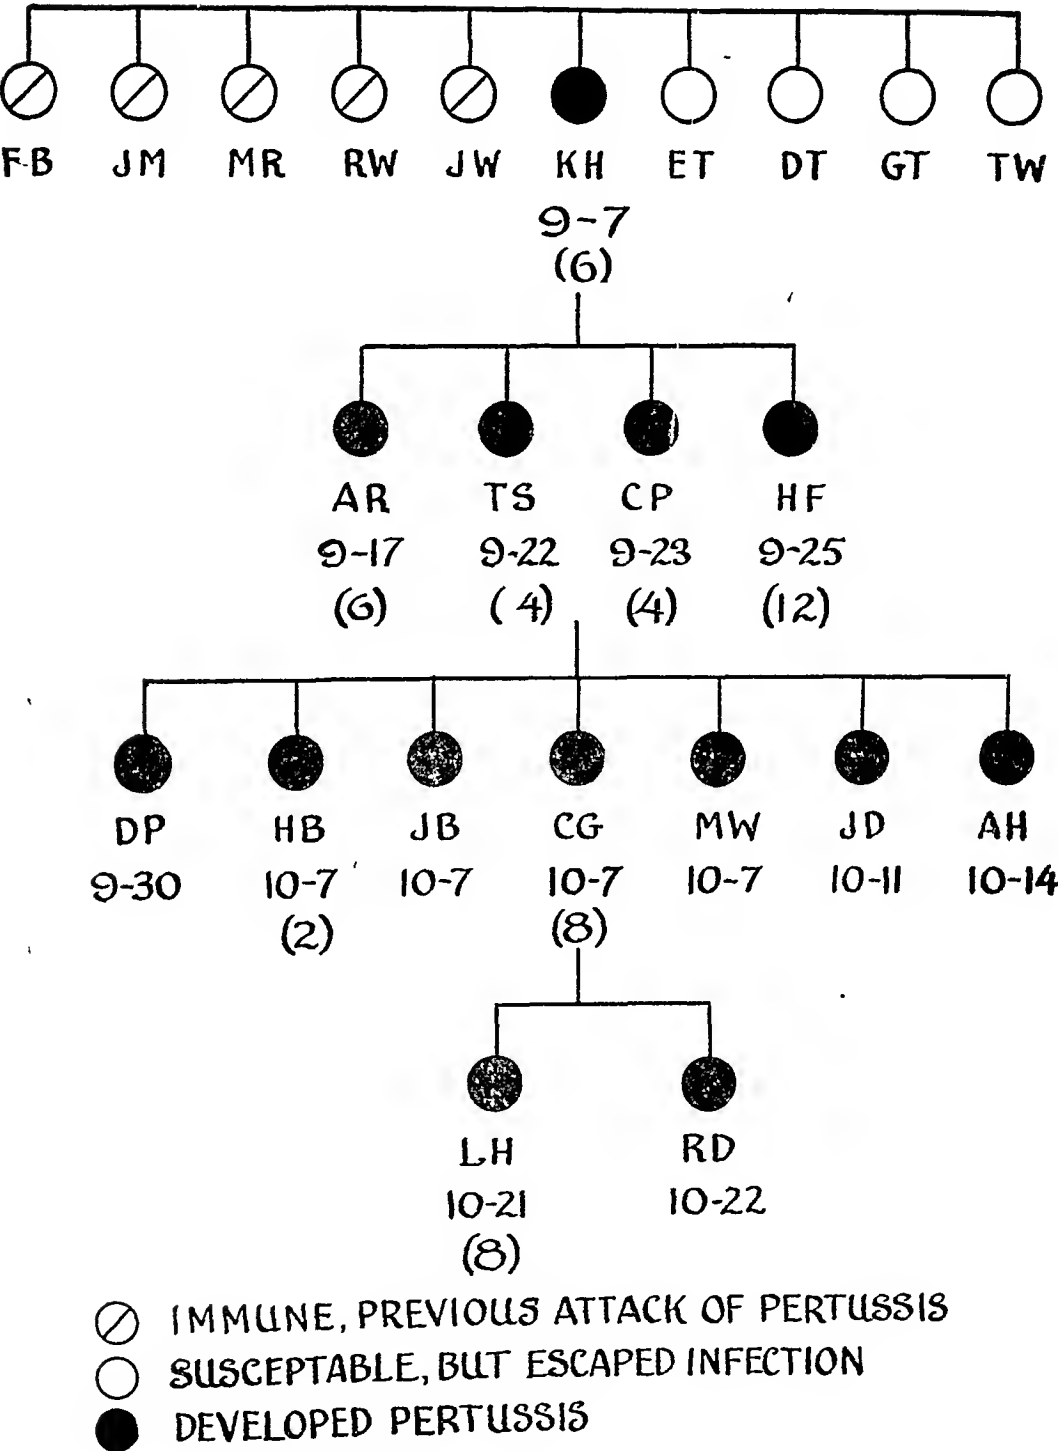 F-B JM MR RW JW KH ET DT GT TW
9-7
(6)
AR TS CP HF
9-17 9-22 9-23 9-25
(6) (4) (4) (12)
DP HB JB CG MW JD AH
9-30 10-7 10-7 10-7 10-7 10-11 10-14
(2) (8)
LH RD
10-21 10-22
(8)
IMMUNE, PREVIOUS ATTACK OF PERTUSSIS
SUSCEPTABLE, BUT ESCAPED INFECTION
DEVELOPED PERTUSSIS